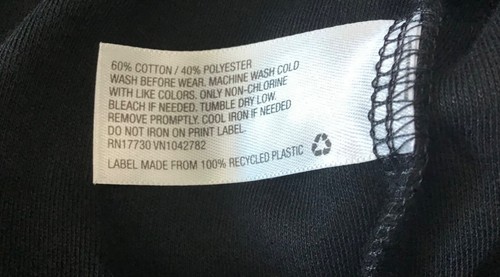 60% COTTON / 40% POLYESTER
WASH BEFORE WEAR. MACHINE WASH COLD
WITH LIKE COLORS. ONLY NON-CHLORINE
BLEACH IF NEEDED. TUMBLE DRY LOW.
REMOVE PROMPTLY. COOL IRON IF NEEDED
DO NOT IRON ON PRINT LABEL.
RN17730 VN1042782
LABEL MADE FROM 100% RECYCLED PLASTIC